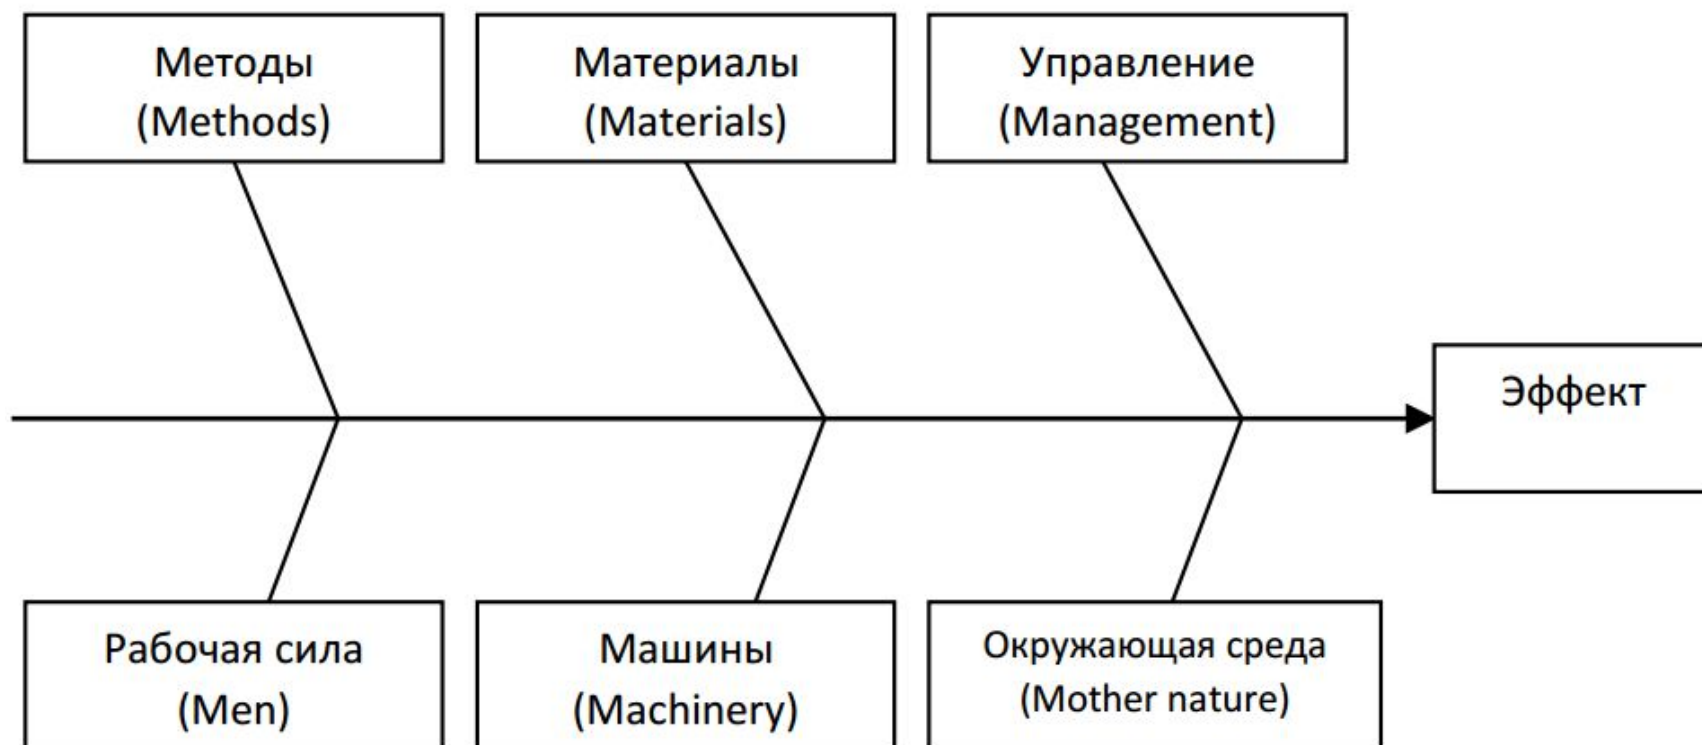 Методы
(Methods)
Материалы
(Materials)
Управление
(Management)
Эффект
Рабочая сила
(Men)
Машины
(Machinery)
Окружающая среда
(Mother nature)